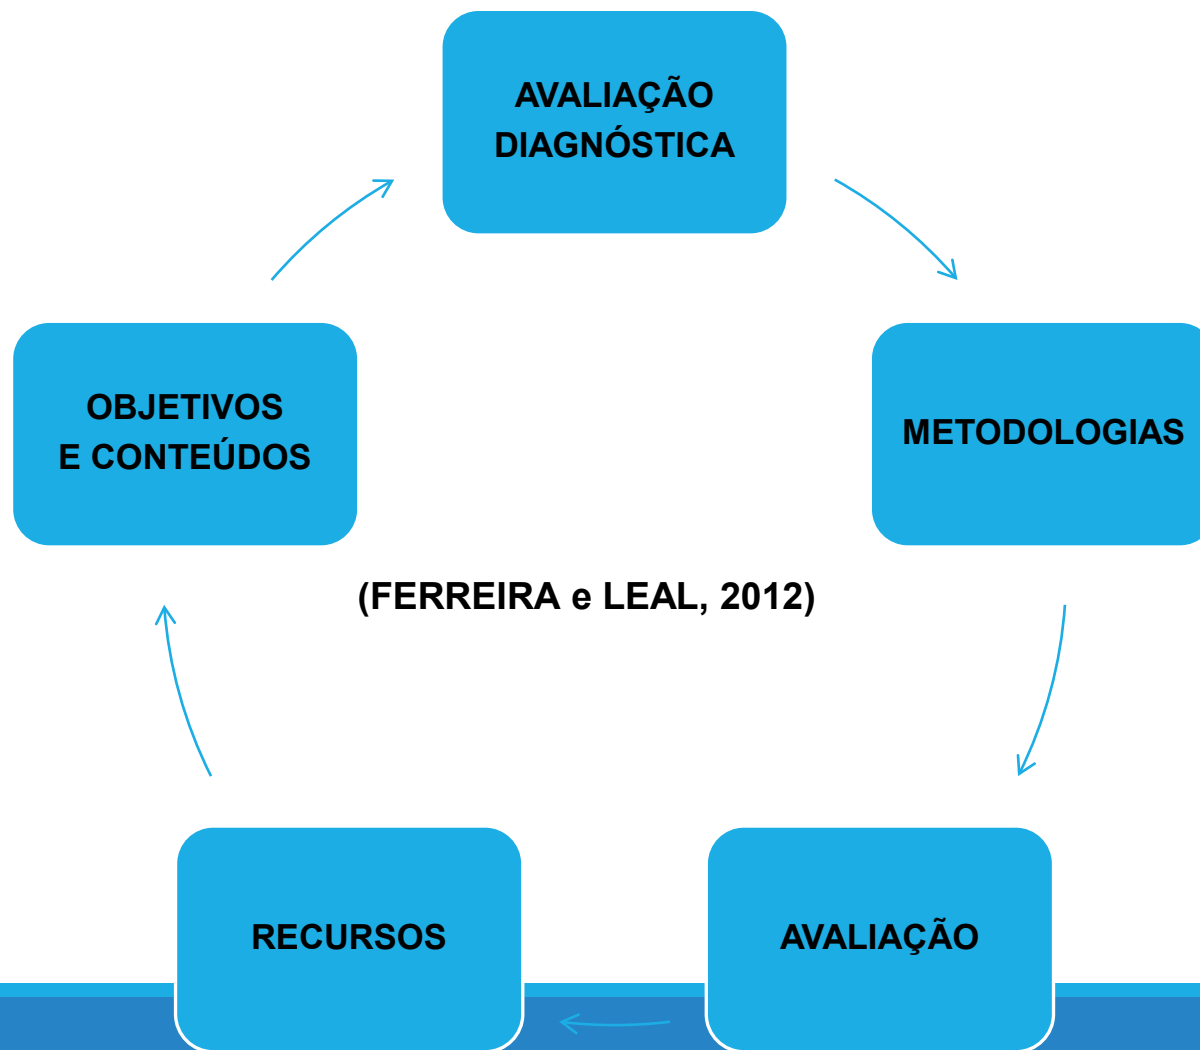 AVALIAÇÃO
DIAGNÓSTICA
OBJETIVOS
E CONTEÚDOS
METODOLOGIAS
(FERREIRA e LEAL, 2012)
RECURSOS
AVALIAÇÃO